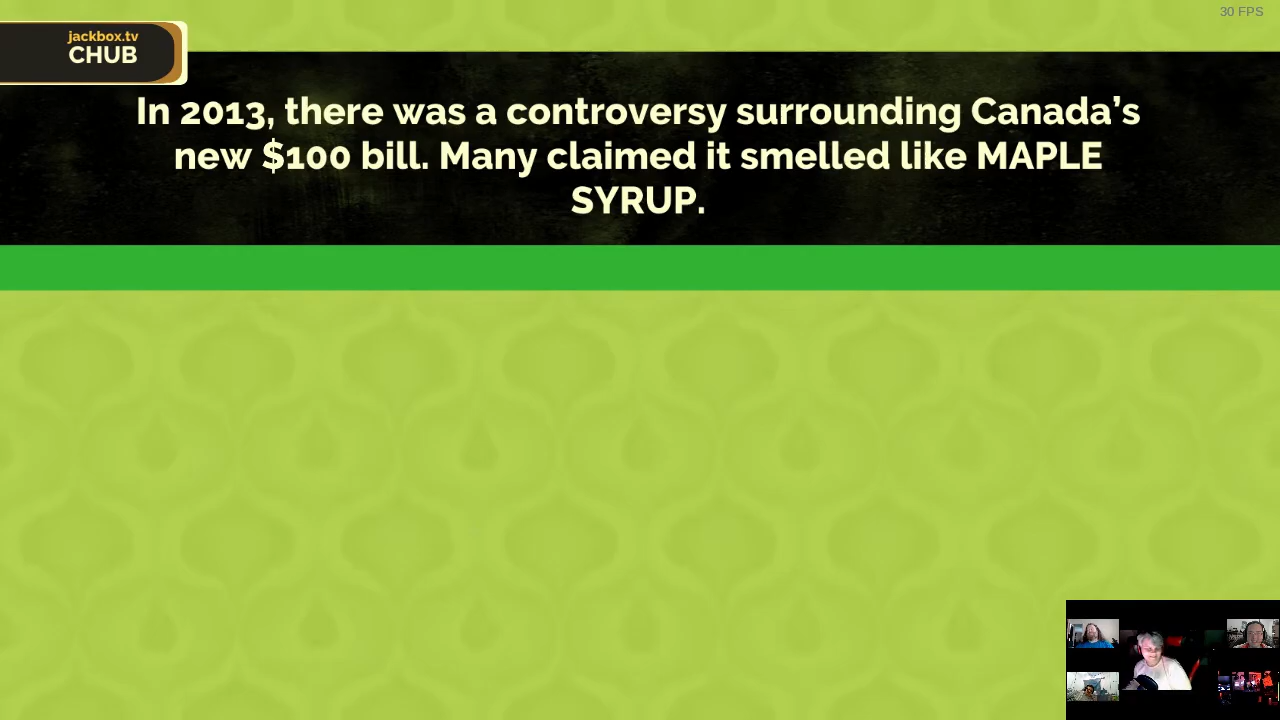 30 FPS
jackbox.tv
CHUB
In 2013, there was a controversy surrounding Canada’s
new $100 bill. Many claimed it smelled like MAPLE
SYRUP.